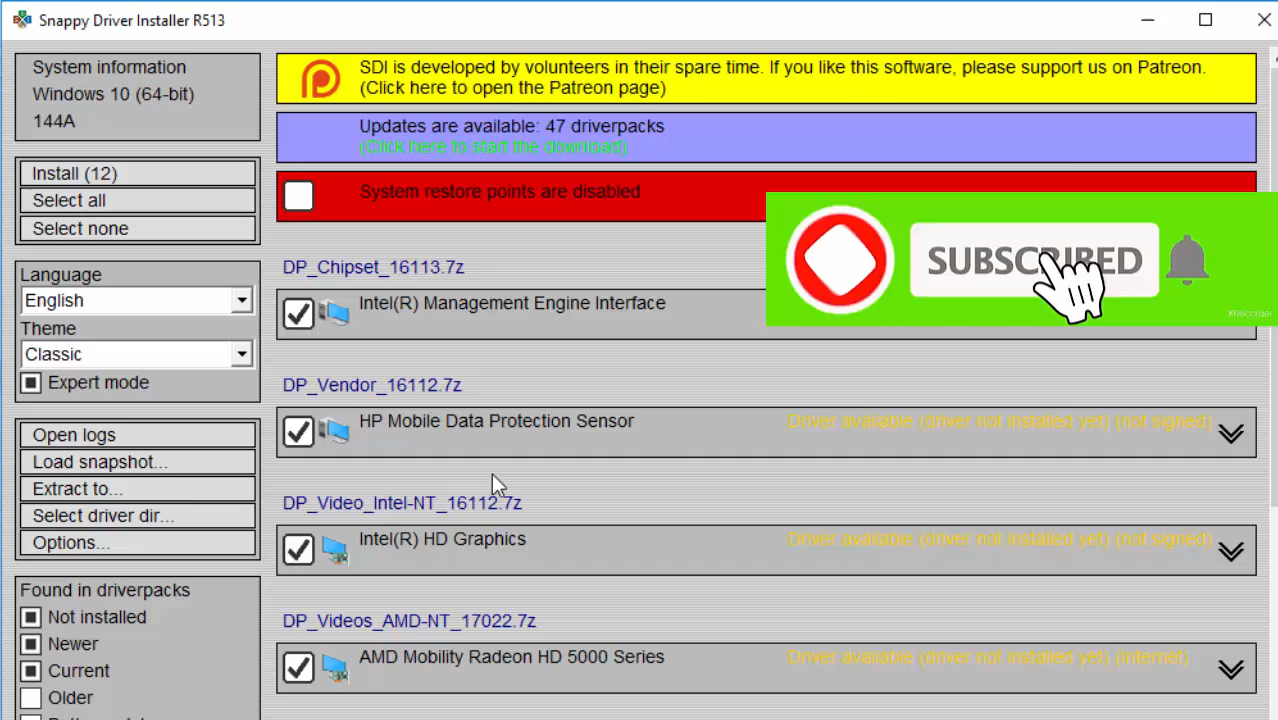 Snappy Driver Installer R513
System information
Windows 10 (64-bit)
144A
Install (12)
Select all
Select none
Language
English
Theme
Classic
Expert mode
Open logs
Load snapshot...
Extract to...
Select driver dir...
Options...
Found in driverpacks
Not installed
Newer
Current
Older
SDI is developed by volunteers in their spare time. If you like this software, please support us on Patreon.
(Click here to open the Patreon page)
Updates are available: 47 driverpacks
(Click here to start the download)
System restore points are disabled
SUBSCRIBED
XRecorder
DP_Chipset_16113.7z
Intel(R) Management Engine Interface
DP_Vendor_16112.7z
HP Mobile Data Protection Sensor
Driver available (driver not installed yet) (not signed)
DP_Video_Intel-NT_16112.7z
Intel(R) HD Graphics
Driver available (driver not installed yet) (not signed)
DP_Videos_AMD-NT_17022.7z
AMD Mobility Radeon HD 5000 Series
Driver available (driver not installed yet) (Internet)